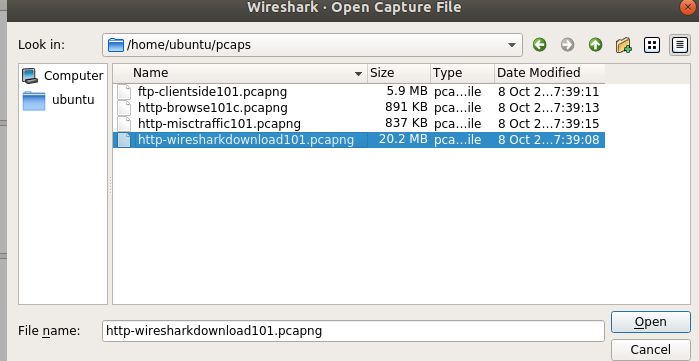 Wireshark · Open Capture File
Look in: /home/ubuntu/pcaps
Computer
ubuntu
Name Size Type Date Modified
ftp-clientside101.pcapng 5.9 MB pca…ile 8 Oct 2…7:39:11
http-browse101c.pcapng 891 KB pca…ile 8 Oct 2…7:39:13
http-misctraffic101.pcapng 837 KB pca…ile 8 Oct 2…7:39:15
http-wiresharkdownload101.pcapng 20.2 MB pca…ile 8 Oct 2…7:39:08
File name: http-wiresharkdownload101.pcapng
Open
Cancel